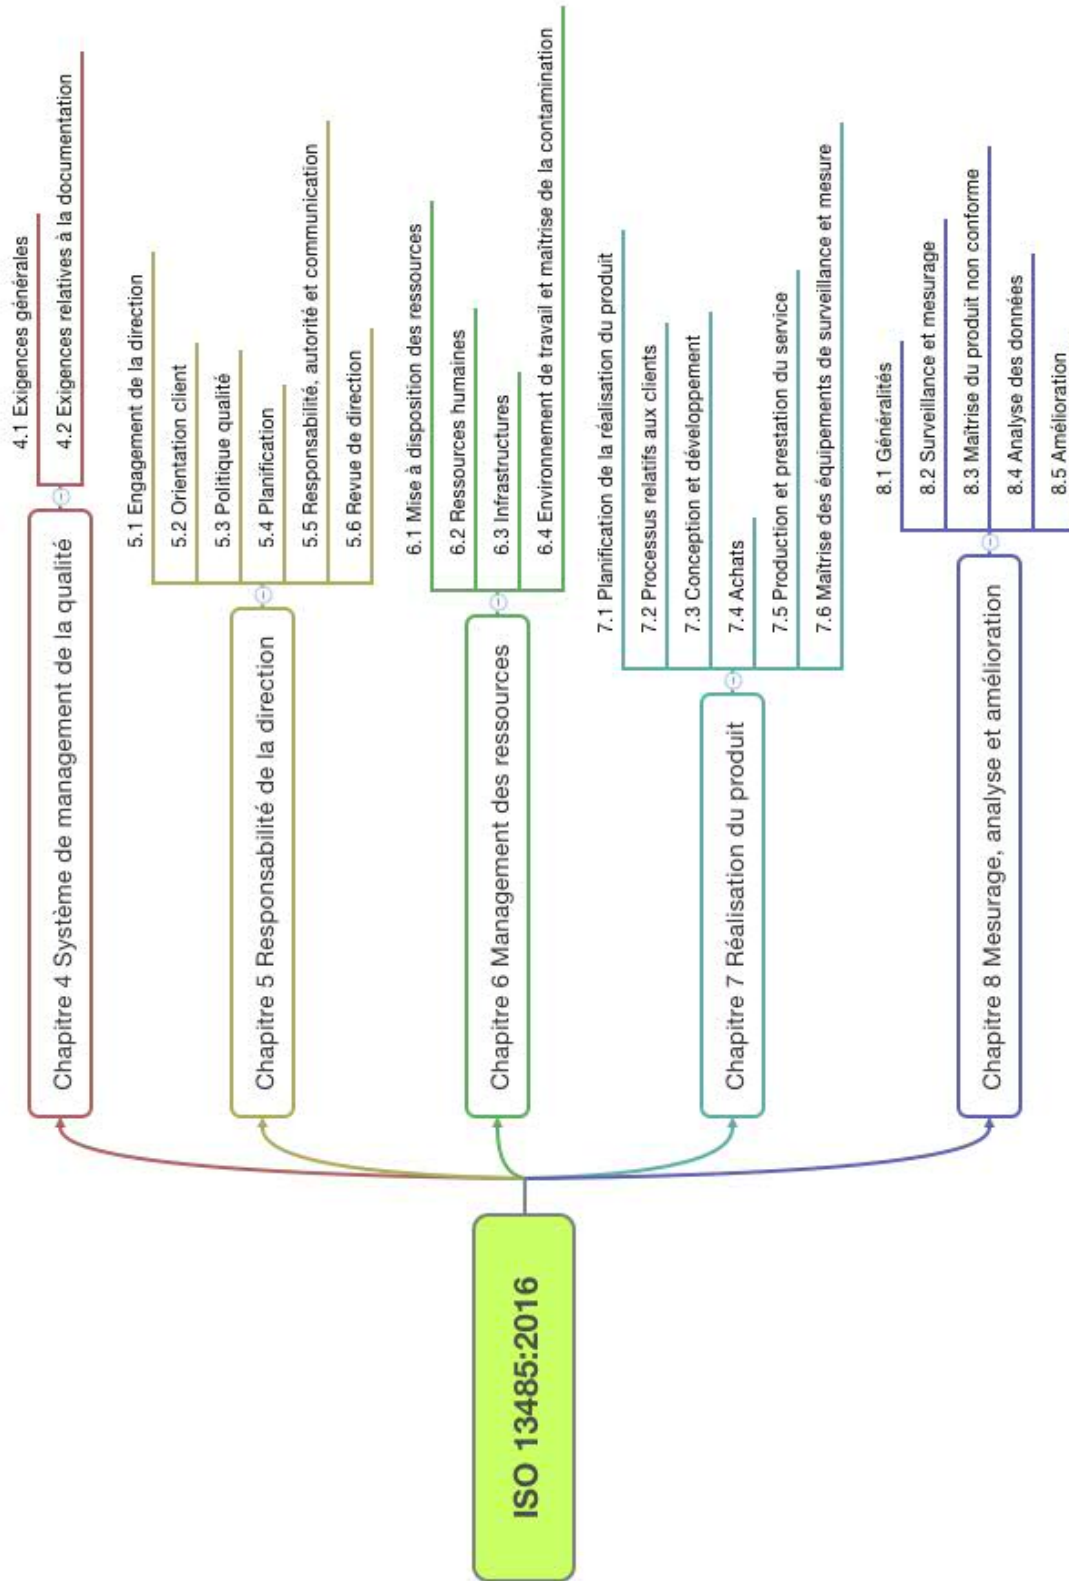 ISO 13485:2016
Chapitre 4 Système de management de la qualité
4.1 Exigences générales
4.2 Exigences relatives à la documentation
Chapitre 5 Responsabilité de la direction
5.1 Engagement de la direction
5.2 Orientation client
5.3 Politique qualité
5.4 Planification
5.5 Responsabilité, autorité et communication
5.6 Revue de direction
Chapitre 6 Management des ressources
6.1 Mise à disposition des ressources
6.2 Ressources humaines
6.3 Infrastructures
6.4 Environnement de travail et maîtrise de la contamination
Chapitre 7 Réalisation du produit
7.1 Planification de la réalisation du produit
7.2 Processus relatifs aux clients
7.3 Conception et développement
7.4 Achats
7.5 Production et prestation du service
7.6 Maîtrise des équipements de surveillance et mesure
Chapitre 8 Mesurage, analyse et amélioration
8.1 Généralités
8.2 Surveillance et mesurage
8.3 Maîtrise du produit non conforme
8.4 Analyse des données
8.5 Amélioration